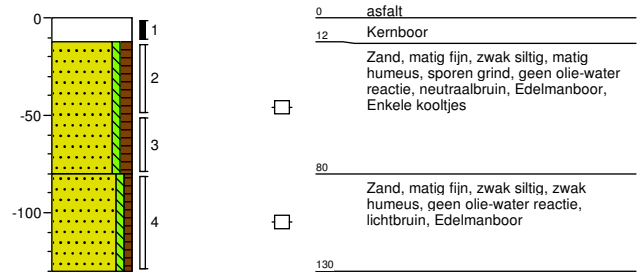 0
-50
-100
1
2
3
4
0 asfalt
Kernboor
12
Zand, matig fijn, zwak siltig, matig
humeus, sporen grind, geen olie-water
reactie, neutraalbruin, Edelmanboor,
Enkele kooltjes
80
Zand, matig fijn, zwak siltig, zwak
humeus, geen olie-water reactie,
lichtbruin, Edelmanboor
130